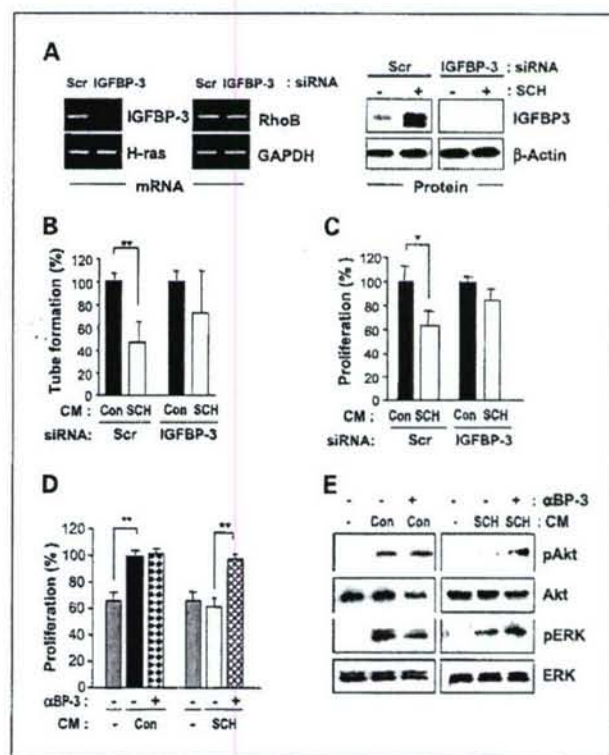 A
Scr IGFBP-3 Scr IGFBP-3 : siRNA
IGFBP-3 RhoB
H-ras GAPDH
mRNA
Scr IGFBP-3 : siRNA
- + - + : SCH
IGFBP3
β-Actin
Protein
B
Tube formation (%)
120
100
80
60
40
20
0
**
CM : Con SCH Con SCH
siRNA: Scr IGFBP-3
C
Proliferation (%)
120
100
80
60
40
20
0
*
CM : Con SCH Con SCH
siRNA: Scr IGFBP-3
D
Proliferation (%)
120
100
80
60
40
20
0
** **
αBP-3 : - - + - - +
CM : - Con - SCH
E
- - + - - + : αBP-3
- Con Con - SCH SCH : CM
pAkt
Akt
pERK
ERK